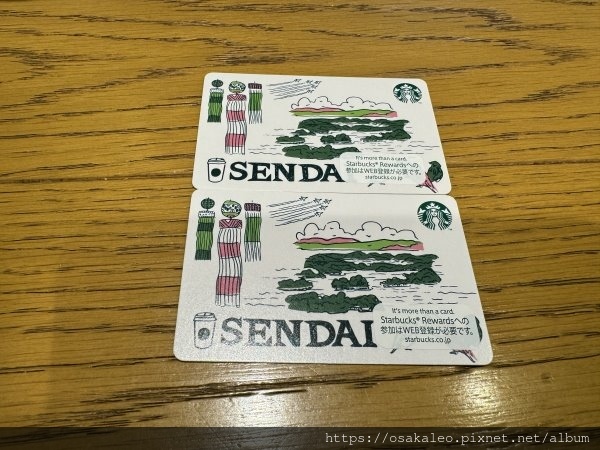 SENDA
It's more than a card.
Starbucks® Rewardsへの
参加はWEB登録が必要です。
starbucks.co.jp
SENDAI
It's more than a card.
Starbucks® Rewardsへの
参加はWEB登録が必要です。
starbucks.co.jp
https://osakaleo.pixnet.net/album